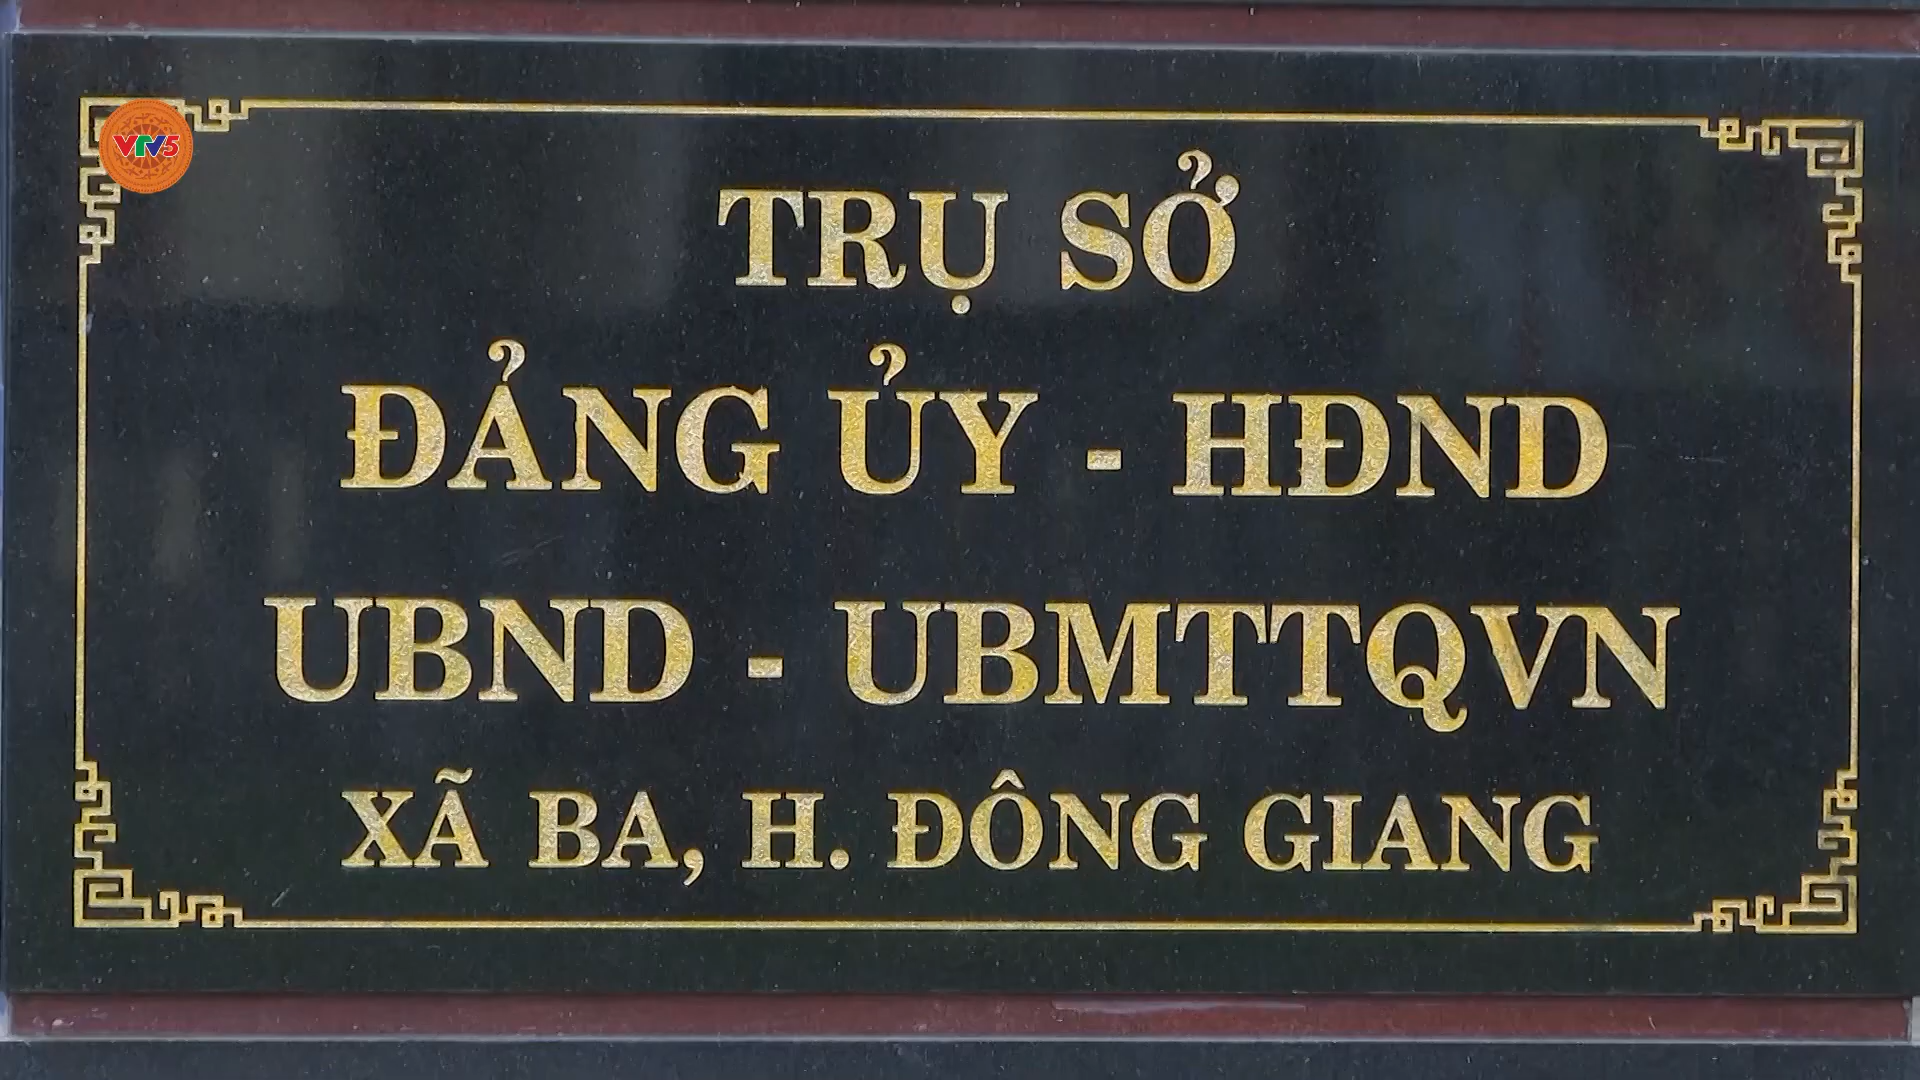 VTV5
TRỤ SỞ
ĐẢNG ỦY - HĐND
UBND - UBMTTQVN
XÃ BA, H. ĐÔNG GIANG